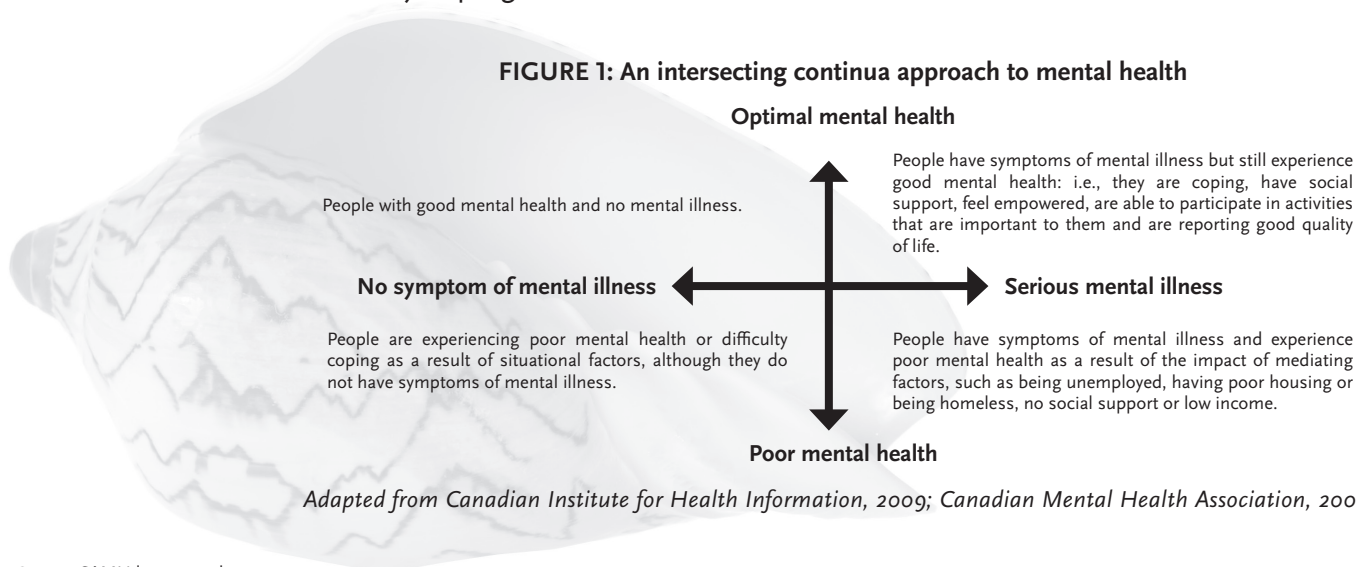 FIGURE 1: An intersecting continua approach to mental health
Optimal mental health
People with good mental health and no mental illness.
People have symptoms of mental illness but still experience
good mental health: i.e., they are coping, have social
support, feel empowered, are able to participate in activities
that are important to them and are reporting good quality
of life.
No symptom of mental illness
Serious mental illness
People are experiencing poor mental health or difficulty
coping as a result of situational factors, although they do
not have symptoms of mental illness.
People have symptoms of mental illness and experience
poor mental health as a result of the impact of mediating
factors, such as being unemployed, having poor housing or
being homeless, no social support or low income.
Poor mental health
Adapted from Canadian Institute for Health Information, 2009; Canadian Mental Health Association, 200